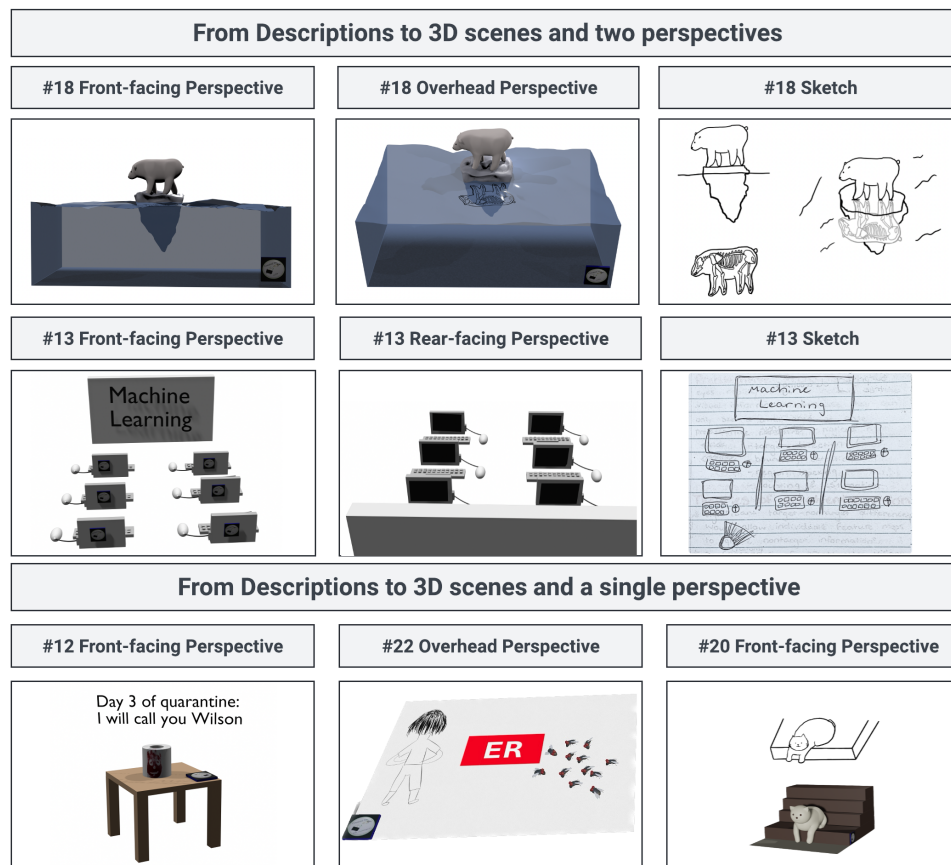 From Descriptions to 3D scenes and two perspectives
#18 Front-facing Perspective
#18 Overhead Perspective
#18 Sketch
#13 Front-facing Perspective
#13 Rear-facing Perspective
#13 Sketch
Machine
Learning
Machine
Learning
From Descriptions to 3D scenes and a single perspective
#12 Front-facing Perspective
#22 Overhead Perspective
#20 Front-facing Perspective
Day 3 of quarantine:
I will call you Wilson
ER